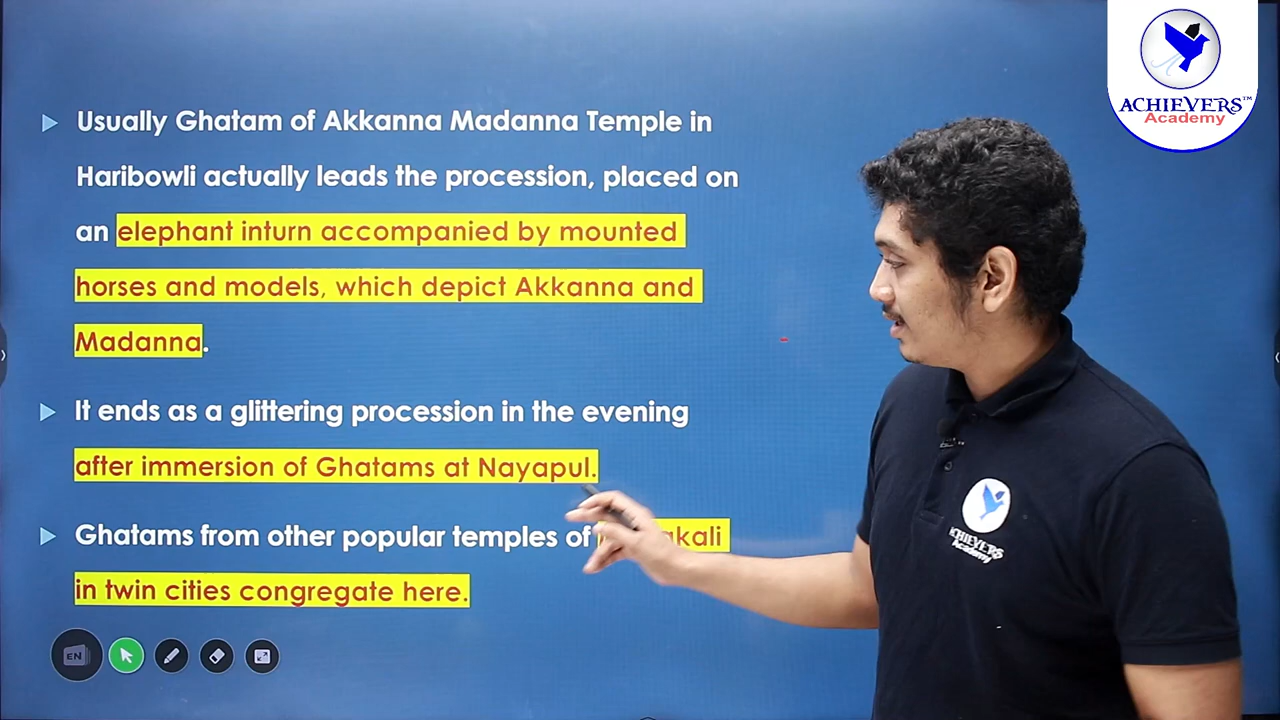 ACHIEVERS™
Academy
Usually Ghatam of Akkanna Madanna Temple in
Haribowli actually leads the procession, placed on
an elephant inturn accompanied by mounted
horses and models, which depict Akkanna and
Madanna.
It ends as a glittering procession in the evening
after immersion of Ghatams at Nayapul.
Ghatams from other popular temples of
in twin cities congregate here.
EN
ACHIEVERS
Academy